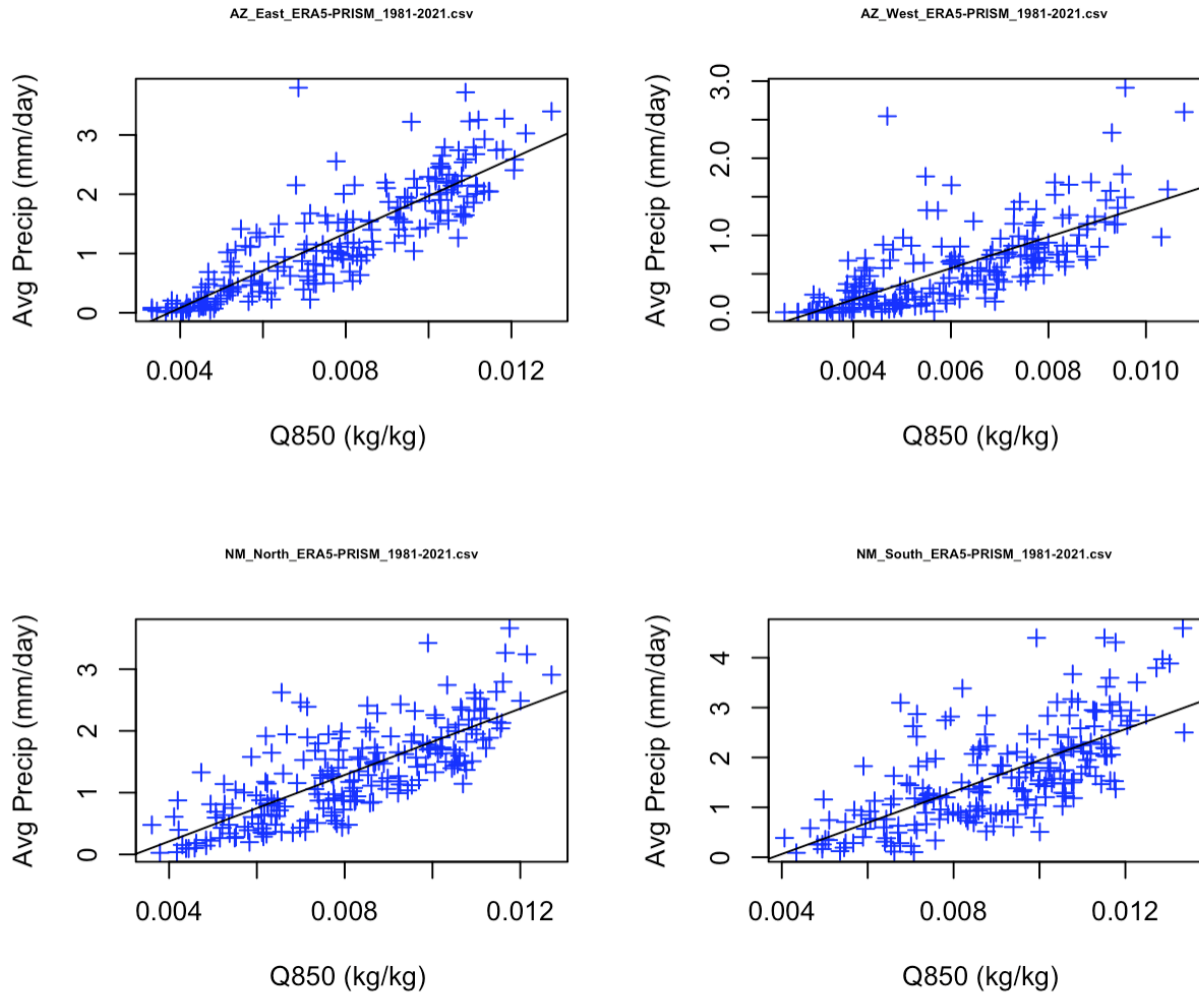 AZ_East_ERA5-PRISM_1981-2021.csv
Avg Precip (mm/day)
3
2
1
0
0.004 0.008 0.012
Q850 (kg/kg)
AZ_West_ERA5-PRISM_1981-2021.csv
Avg Precip (mm/day)
3.0
2.0
1.0
0.0
0.004 0.006 0.008 0.010
Q850 (kg/kg)
NM_North_ERA5-PRISM_1981-2021.csv
Avg Precip (mm/day)
3
2
1
0
0.004 0.008 0.012
Q850 (kg/kg)
NM_South_ERA5-PRISM_1981-2021.csv
Avg Precip (mm/day)
4
3
2
1
0
0.004 0.008 0.012
Q850 (kg/kg)